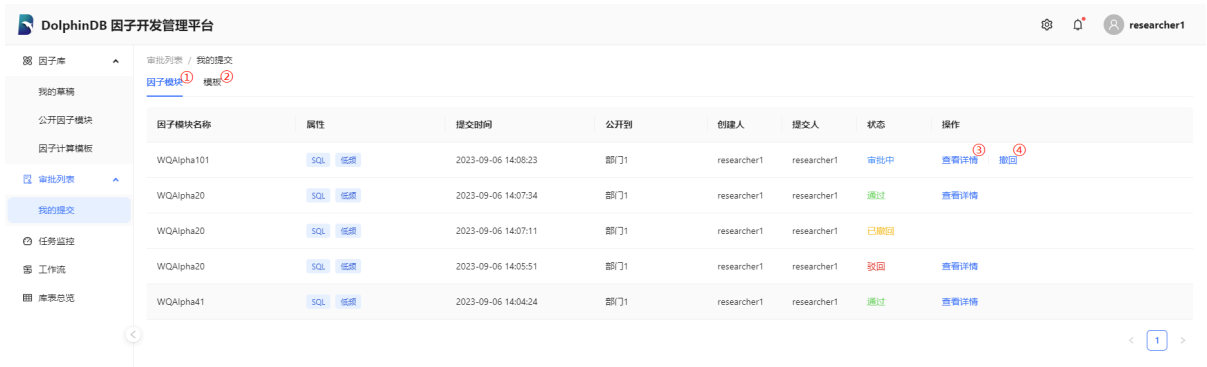 DolphinDB 因子开发管理平台
researcher1
因子库
我的草稿
公开因子模块
因子计算模板
审批列表
我的提交
任务监控
工作流
库表总览
审批列表 / 我的提交
因子模块① 模板②
因子模块名称 属性 提交时间 公开到 创建人 提交人 状态 操作
WQAlpha101 SQL 低频 2023-09-06 14:08:23 部门1 researcher1 researcher1 审批中 查看详情③ 撤回④
WQAlpha20 SQL 低频 2023-09-06 14:07:34 部门1 researcher1 researcher1 通过 查看详情
WQAlpha20 SQL 低频 2023-09-06 14:07:11 部门1 researcher1 researcher1 已撤回
WQAlpha20 SQL 低频 2023-09-06 14:05:51 部门1 researcher1 researcher1 驳回 查看详情
WQAlpha41 SQL 低频 2023-09-06 14:04:24 部门1 researcher1 researcher1 通过 查看详情
< 1 >